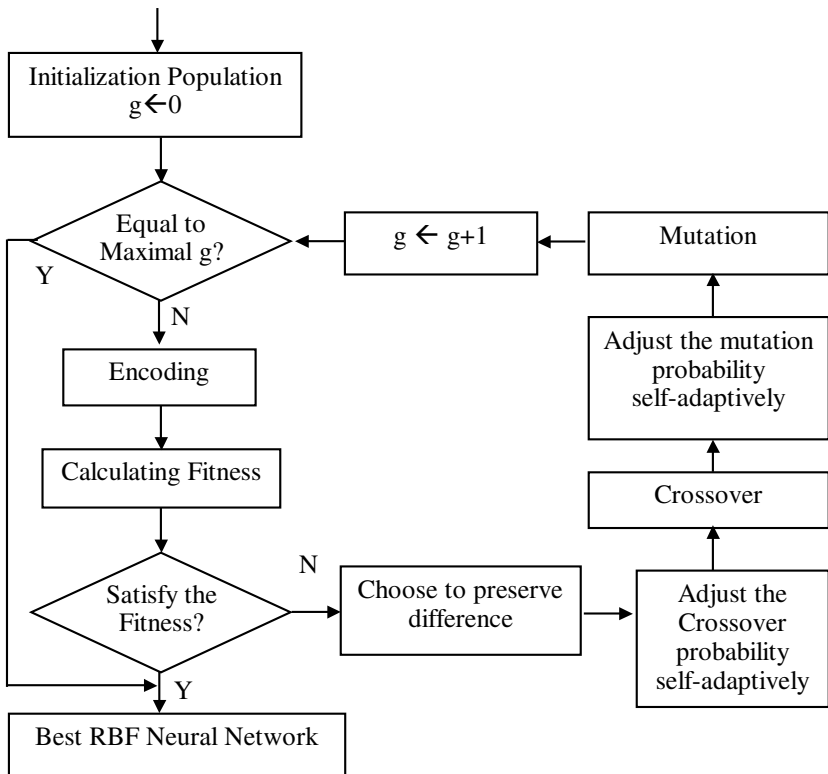 Initialization Population
g←0
Equal to
Maximal g?
Y
N
g ← g+1
Mutation
Encoding
Adjust the mutation
probability
self-adaptively
Calculating Fitness
Crossover
Satisfy the
Fitness?
N
Y
Choose to preserve
difference
Adjust the
Crossover
probability
self-adaptively
Best RBF Neural Network